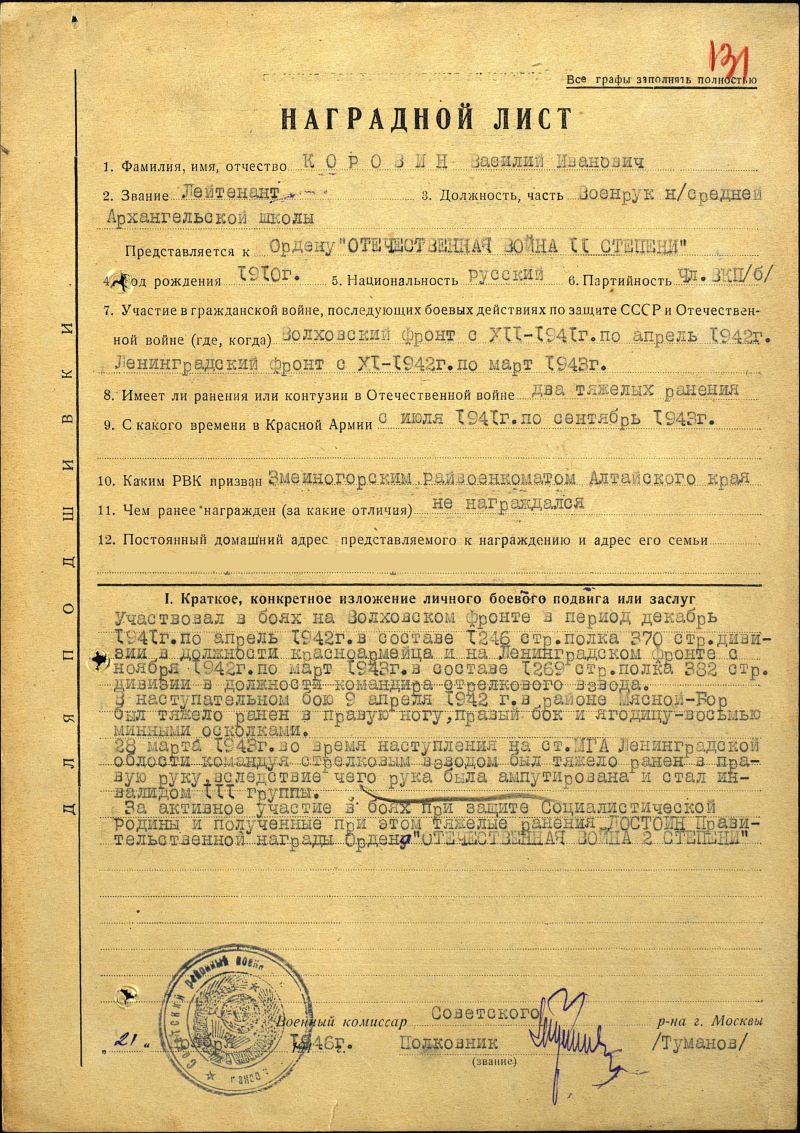 131
Все графы заполнять полностью
НАГРАДНОЙ ЛИСТ
1. Фамилия, имя, отчество КОРОВИН Василий Иванович
2. Звание Лейтенант 3. Должность, часть Военрук н/средней
Архангельской школы
Представляется к Ордену "ОТЕЧЕСТВЕННАЯ ВОЙНА II СТЕПЕНИ"
4. Год рождения 1910г. 5. Национальность русский 6. Партийность Чл. ВКП/б/
7. Участие в гражданской войне, последующих боевых действиях по защите СССР и Отечествен-
ной войне (где, когда) Волховский фронт с XII-1941г.по апрель 1942г.
Ленинградский фронт с XI-1942г.по март 1943г.
8. Имеет ли ранения или контузии в Отечественной войне два тяжелых ранения
9. С какого времени в Красной Армии с июля 1941г.по сентябрь 1943г.
10. Каким РВК призван Змеиногорским райвоенкоматом Алтайского края
11. Чем ранее награжден (за какие отличия) не награждался
12. Постоянный домашний адрес представляемого к награждению и адрес его семьи
I. Краткое, конкретное изложение личного боевого подвига или заслуг
Участвовал в боях на Волховском фронте в период декабрь
1941г.по апрель 1942г.в составе 1246 стр.полка 370 стр.диви-
зии в должности красноармейца и на Ленинградском фронте с
ноября 1942г.по март 1943г.в составе 1269 стр.полка 382 стр.
дивизии в должности командира стрелкового взвода.
В наступательном бою 9 апреля 1942 г.в районе Мясной-Бор
был тяжело ранен в правую ногу,правый бок и ягодицу-восьмью
минными осколками.
28 марта 1943г.во время наступления на ст.МГА Ленинградской
области командуя стрелковым взводом был тяжело ранен в пра-
вую руку,вследствие чего рука была ампутирована и стал ин-
валидом III группы.
За активное участие в боях при защите Социалистической
Родины и полученные при этом тяжелые ранения ДОСТОИН Прави-
тельственной награды Ордена "ОТЕЧЕСТВЕННАЯ ВОЙНА 2 СТЕПЕНИ"
Военный комиссар Советского р-на г. Москвы
"21" 1946г. Полковник /Туманов/
(звание)
ДЛЯ ПОДШИВКИ